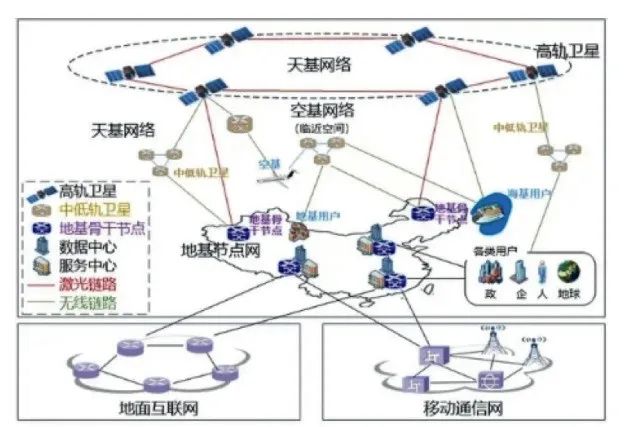 天基网络
高轨卫星
天基网络
空基网络
(临近空间)
中低轨卫星
中低轨卫星
空基
海基用户
高轨卫星
中低轨卫星
地基骨干节点
数据中心
服务中心
激光链路
无线链路
地基骨
干节点
地基用户
地基骨
干节点
地基节点网
各类用户
政
企
人
地球
地面互联网
移动通信网